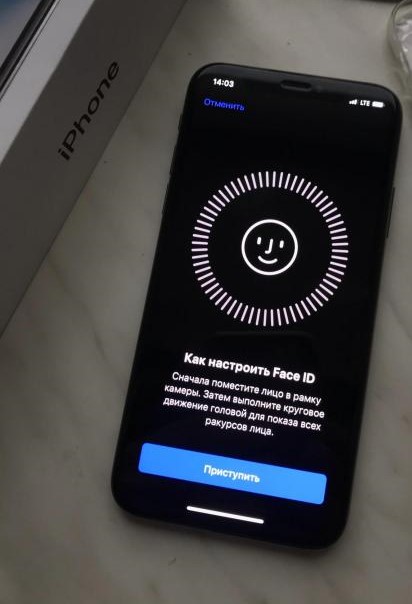 iPhone
14:03
LTE
Отменить
Как настроить Face ID
Сначала поместите лицо в рамку
камеры. Затем выполните круговое
движение головой для показа всех
ракурсов лица.
Приступить